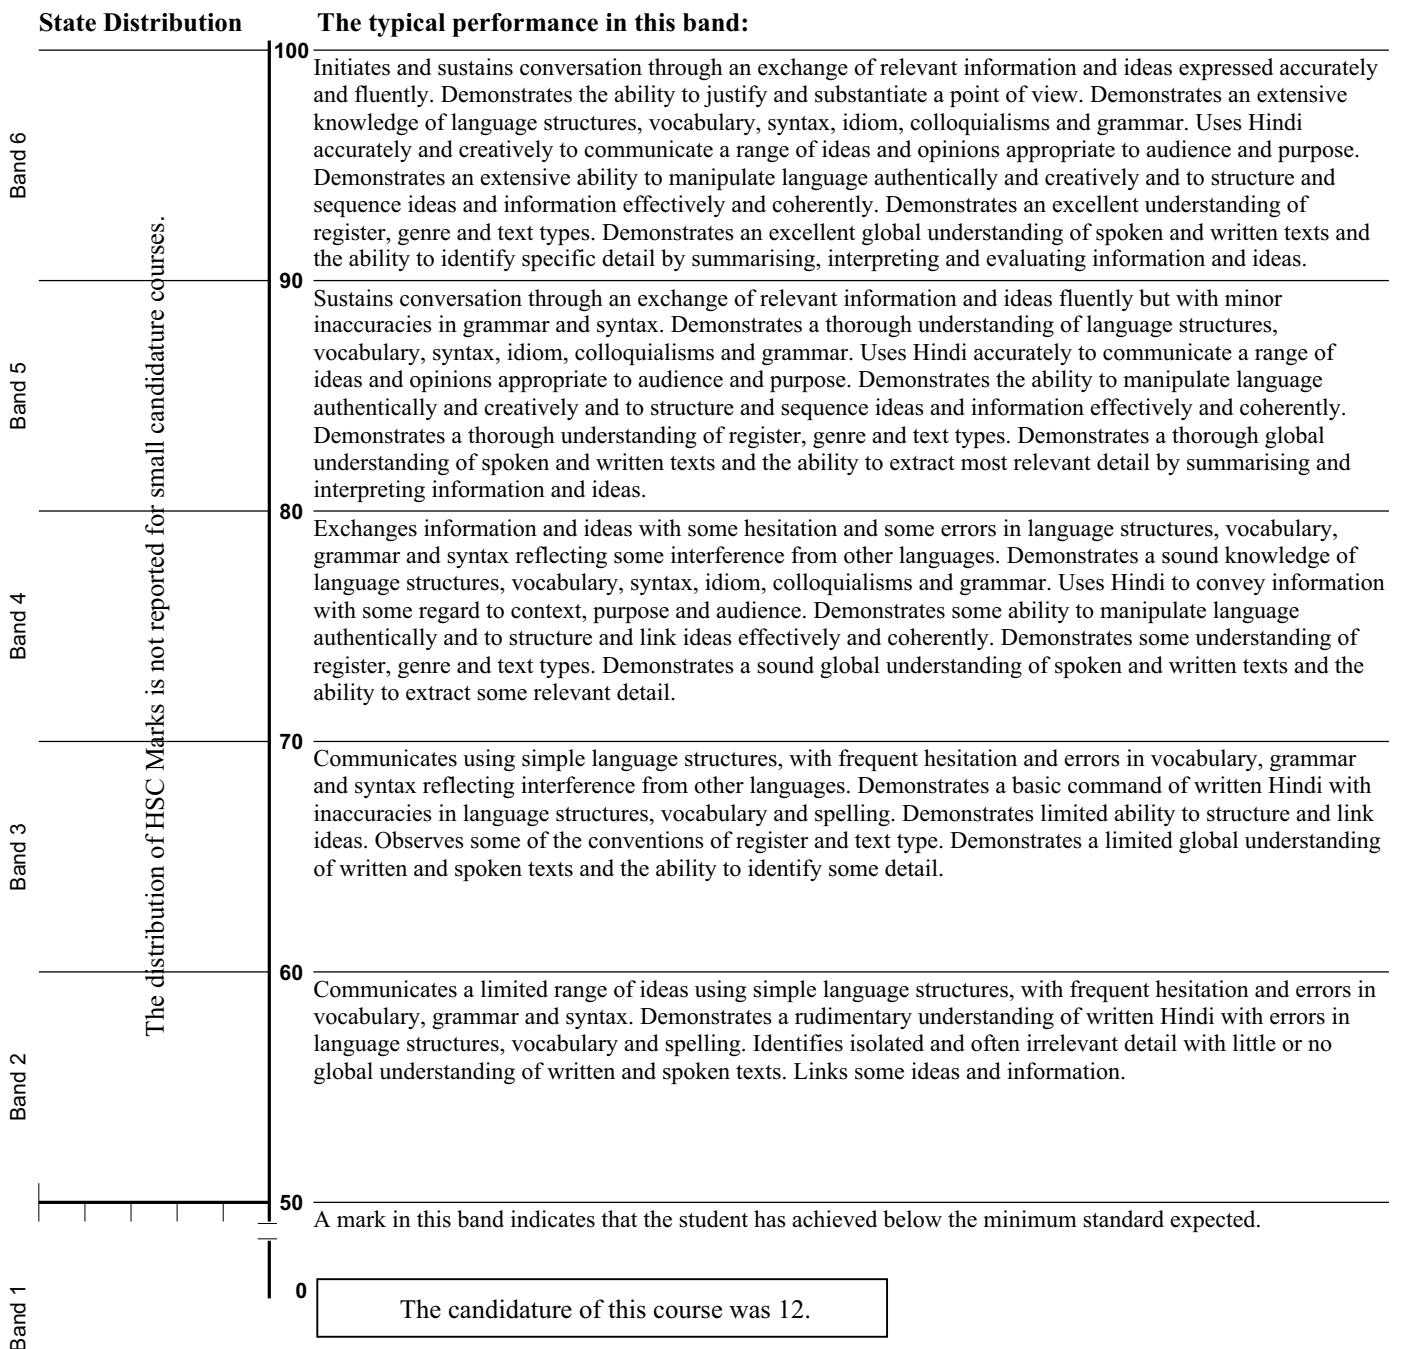 State Distribution
The typical performance in this band:
100
Band 6
Initiates and sustains conversation through an exchange of relevant information and ideas expressed accurately
and fluently. Demonstrates the ability to justify and substantiate a point of view. Demonstrates an extensive
knowledge of language structures, vocabulary, syntax, idiom, colloquialisms and grammar. Uses Hindi
accurately and creatively to communicate a range of ideas and opinions appropriate to audience and purpose.
Demonstrates an extensive ability to manipulate language authentically and creatively and to structure and
sequence ideas and information effectively and coherently. Demonstrates an excellent understanding of
register, genre and text types. Demonstrates an excellent global understanding of spoken and written texts and
the ability to identify specific detail by summarising, interpreting and evaluating information and ideas.
90
Band 5
Sustains conversation through an exchange of relevant information and ideas fluently but with minor
inaccuracies in grammar and syntax. Demonstrates a thorough understanding of language structures,
vocabulary, syntax, idiom, colloquialisms and grammar. Uses Hindi accurately to communicate a range of
ideas and opinions appropriate to audience and purpose. Demonstrates the ability to manipulate language
authentically and creatively and to structure and sequence ideas and information effectively and coherently.
Demonstrates a thorough understanding of register, genre and text types. Demonstrates a thorough global
understanding of spoken and written texts and the ability to extract most relevant detail by summarising and
interpreting information and ideas.
80
Band 4
Exchanges information and ideas with some hesitation and some errors in language structures, vocabulary,
grammar and syntax reflecting some interference from other languages. Demonstrates a sound knowledge of
language structures, vocabulary, syntax, idiom, colloquialisms and grammar. Uses Hindi to convey information
with some regard to context, purpose and audience. Demonstrates some ability to manipulate language
authentically and to structure and link ideas effectively and coherently. Demonstrates some understanding of
register, genre and text types. Demonstrates a sound global understanding of spoken and written texts and the
ability to extract some relevant detail.
70
Band 3
Communicates using simple language structures, with frequent hesitation and errors in vocabulary, grammar
and syntax reflecting interference from other languages. Demonstrates a basic command of written Hindi with
inaccuracies in language structures, vocabulary and spelling. Demonstrates limited ability to structure and link
ideas. Observes some of the conventions of register and text type. Demonstrates a limited global understanding
of written and spoken texts and the ability to identify some detail.
60
Band 2
Communicates a limited range of ideas using simple language structures, with frequent hesitation and errors in
vocabulary, grammar and syntax. Demonstrates a rudimentary understanding of written Hindi with errors in
language structures, vocabulary and spelling. Identifies isolated and often irrelevant detail with little or no
global understanding of written and spoken texts. Links some ideas and information.
50
A mark in this band indicates that the student has achieved below the minimum standard expected.
0
Band 1
The distribution of HSC Marks is not reported for small candidature courses.
The candidature of this course was 12.